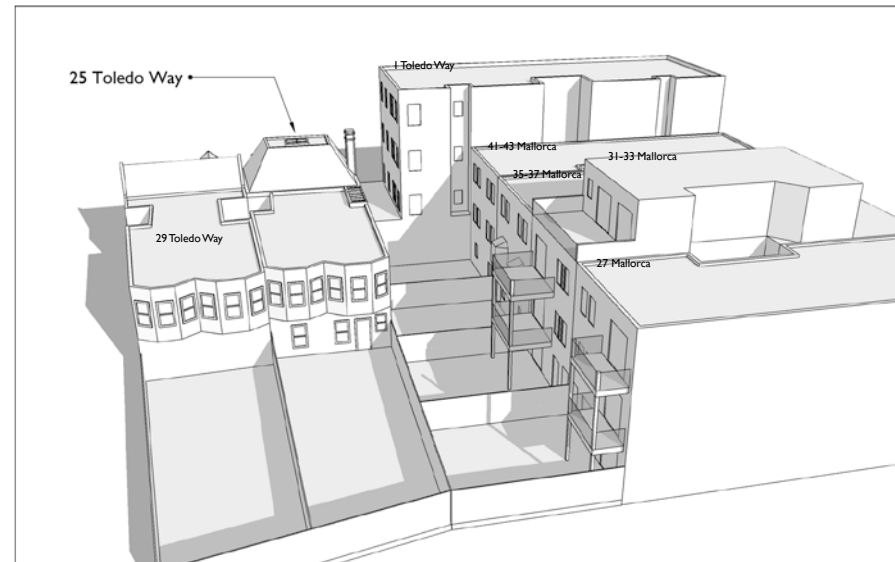 1 Toledo Way
25 Toledo Way
41-43 Mallorca
31-33 Mallorca
35-37 Mallorca
29 Toledo Way
27 Mallorca